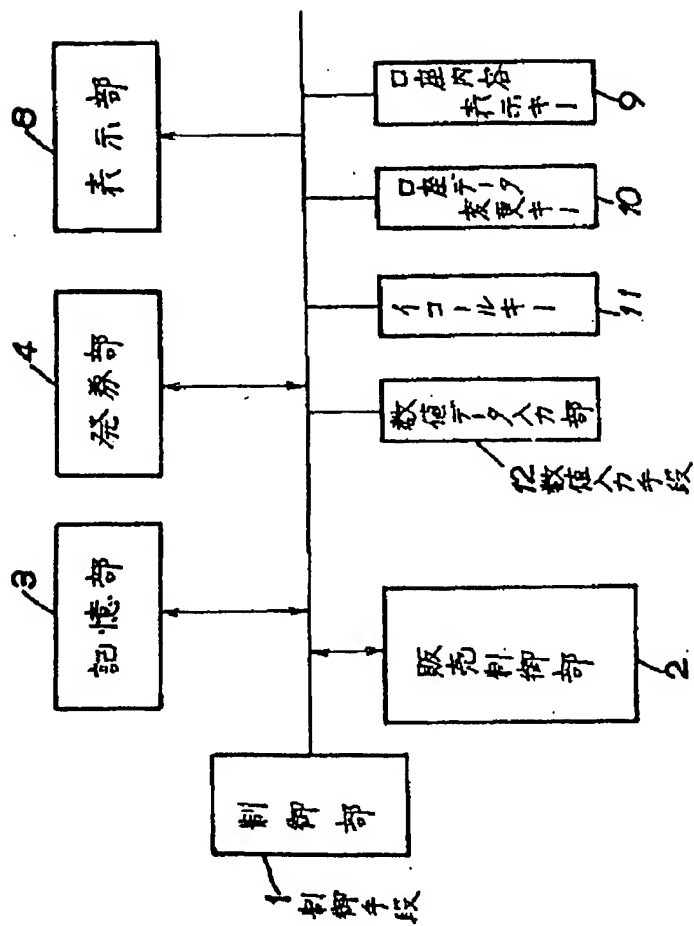 8
表示部
4
発券部
3
記憶部
制御部
1 制御手段
口座内容
表示キー
9
口座データ
変更キー
10
イコールキー
11
数値データ入力部
12 数値入力手段
販売制御部
2